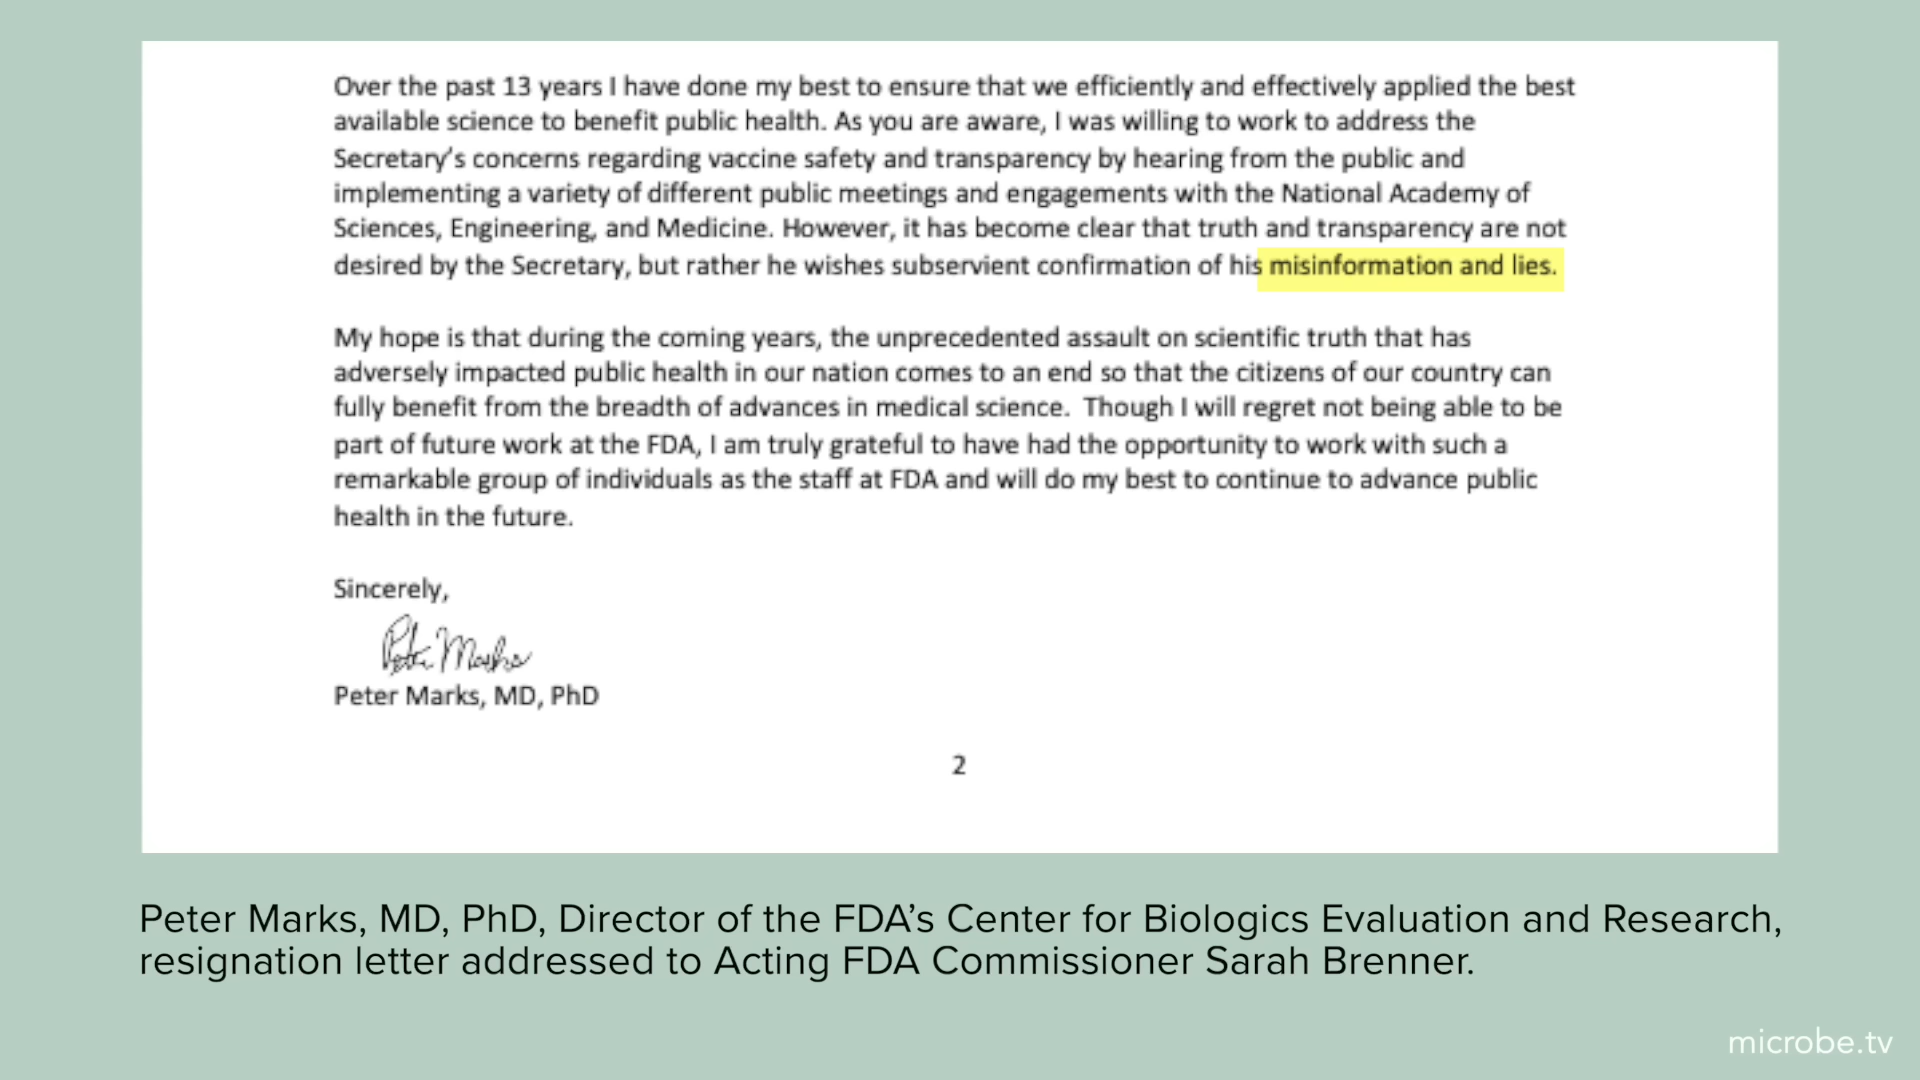 Over the past 13 years I have done my best to ensure that we efficiently and effectively applied the best
available science to benefit public health. As you are aware, I was willing to work to address the
Secretary's concerns regarding vaccine safety and transparency by hearing from the public and
implementing a variety of different public meetings and engagements with the National Academy of
Sciences, Engineering, and Medicine. However, it has become clear that truth and transparency are not
desired by the Secretary, but rather he wishes subservient confirmation of his misinformation and lies.
My hope is that during the coming years, the unprecedented assault on scientific truth that has
adversely impacted public health in our nation comes to an end so that the citizens of our country can
fully benefit from the breadth of advances in medical science.  Though I will regret not being able to be
part of future work at the FDA, I am truly grateful to have had the opportunity to work with such a
remarkable group of individuals as the staff at FDA and will do my best to continue to advance public
health in the future.
Sincerely,
Peter Marks
Peter Marks, MD, PhD
2
Peter Marks, MD, PhD, Director of the FDA’s Center for Biologics Evaluation and Research,
resignation letter addressed to Acting FDA Commissioner Sarah Brenner.
microbe.tv